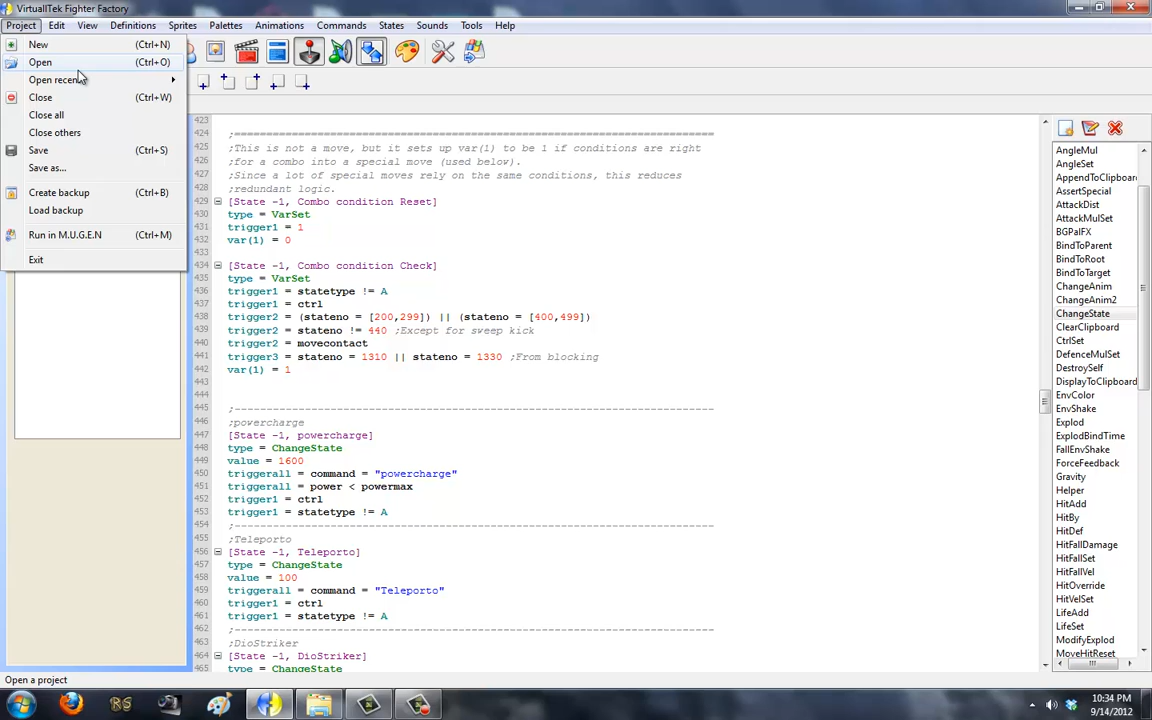 VirtuallTek Fighter Factory
Project Edit View Definitions Sprites Palettes Animations Commands States Sounds Tools Help
New (Ctrl+N)
Open (Ctrl+O)
Open recent
Close (Ctrl+W)
Close all
Close others
Save (Ctrl+S)
Save as...
Create backup (Ctrl+B)
Load backup
Run in M.U.G.E.N (Ctrl+M)
Exit
423
424 ;===========================================================================
425 ;This is not a move, but it sets up var(1) to be 1 if conditions are right
426 ;for a combo into a special move (used below).
427 ;Since a lot of special moves rely on the same conditions, this reduces
428 ;redundant logic.
429 [State -1, Combo condition Reset]
430 type = VarSet
431 trigger1 = 1
432 var(1) = 0
433
434 [State -1, Combo condition Check]
435 type = VarSet
436 trigger1 = statetype != A
437 trigger1 = ctrl
438 trigger2 = (stateno = [200,299]) || (stateno = [400,499])
439 trigger2 = stateno != 440 ;Except for sweep kick
440 trigger2 = movecontact
441 trigger3 = stateno = 1310 || stateno = 1330 ;From blocking
442 var(1) = 1
443
444
445 ;---------------------------------------------------------------------------
446 ;powercharge
447 [State -1, powercharge]
448 type = ChangeState
449 value = 1600
450 triggerall = command = "powercharge"
451 triggerall = power < powermax
452 trigger1 = ctrl
453 trigger1 = statetype != A
454 ;---------------------------------------------------------------------------
455 ;Teleporto
456 [State -1, Teleporto]
457 type = ChangeState
458 value = 100
459 triggerall = command = "Teleporto"
460 trigger1 = ctrl
461 trigger1 = statetype != A
462 ;---------------------------------------------------------------------------
463 ;DioStriker
464 [State -1, DioStriker]
465 type = ChangeState
AngleMul
AngleSet
AppendToClipboar
AssertSpecial
AttackDist
AttackMulSet
BGPalFX
BindToParent
BindToRoot
BindToTarget
ChangeAnim
ChangeAnim2
ChangeState
ClearClipboard
CtrlSet
DefenceMulSet
DestroySelf
DisplayToClipboar
EnvColor
EnvShake
Explod
ExplodBindTime
FallEnvShake
ForceFeedback
Gravity
Helper
HitAdd
HitBy
HitDef
HitFallDamage
HitFallSet
HitFallVel
HitOverride
HitVelSet
LifeAdd
LifeSet
ModifyExplod
MoveHitReset
Open a project
10:34 PM
9/14/2012